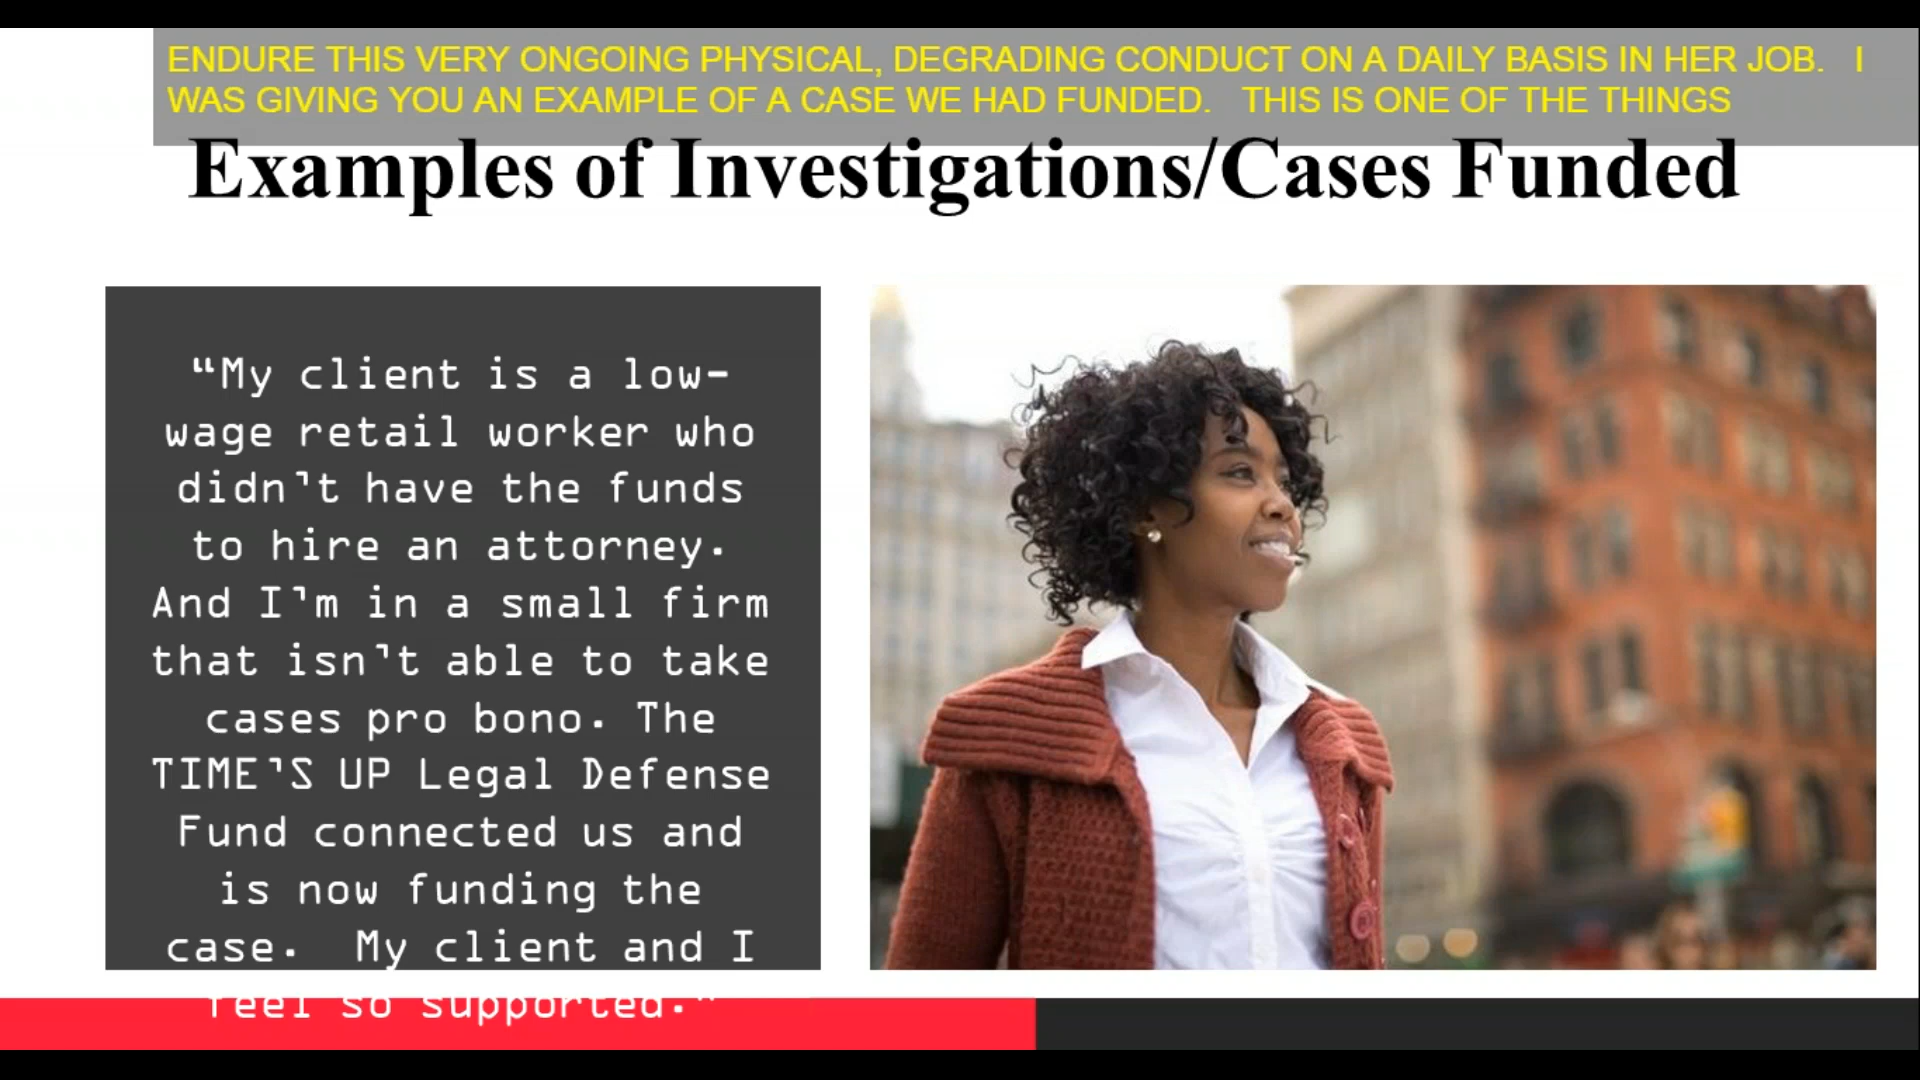 ENDURE THIS VERY ONGOING PHYSICAL, DEGRADING CONDUCT ON A DAILY BASIS IN HER JOB.   I
WAS GIVING YOU AN EXAMPLE OF A CASE WE HAD FUNDED.   THIS IS ONE OF THE THINGS
Examples of Investigations/Cases Funded
“My client is a low-
wage retail worker who
didn’t have the funds
to hire an attorney.
And I’m in a small firm
that isn’t able to take
cases pro bono. The
TIME’S UP Legal Defense
Fund connected us and
is now funding the
case.  My client and I
feel so supported.”